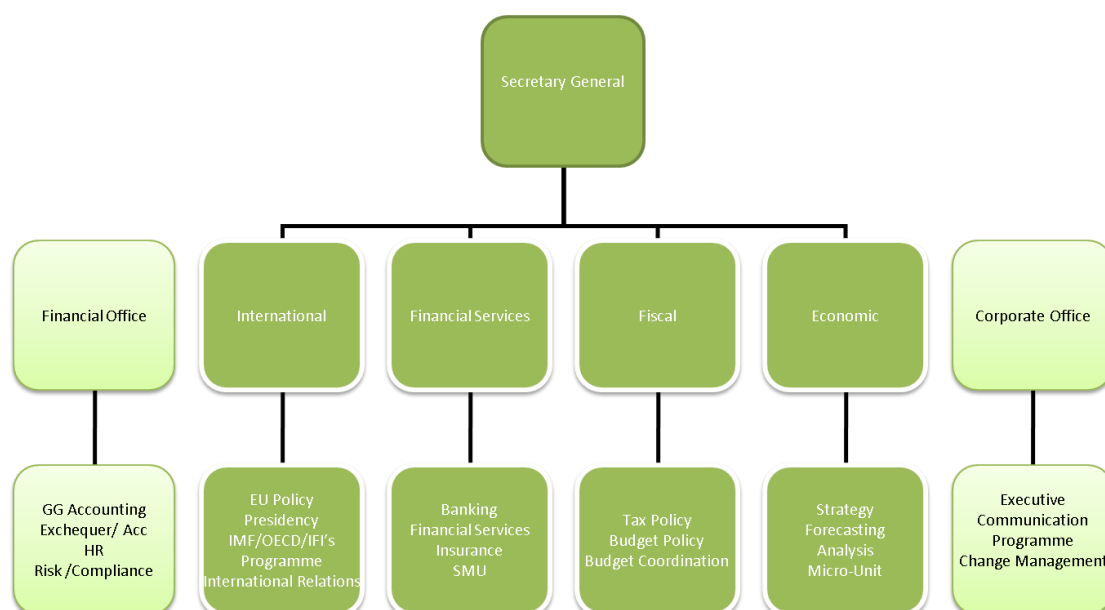 Secretary General
Financial Office
International
Financial Services
Fiscal
Economic
Corporate Office
GG Accounting
Exchequer/ Acc
HR
Risk /Compliance
EU Policy
Presidency
IMF/OECD/IFI's
Programme
International Relations
Banking
Financial Services
Insurance
SMU
Tax Policy
Budget Policy
Budget Coordination
Strategy
Forecasting
Analysis
Micro-Unit
Executive
Communication
Programme
Change Management